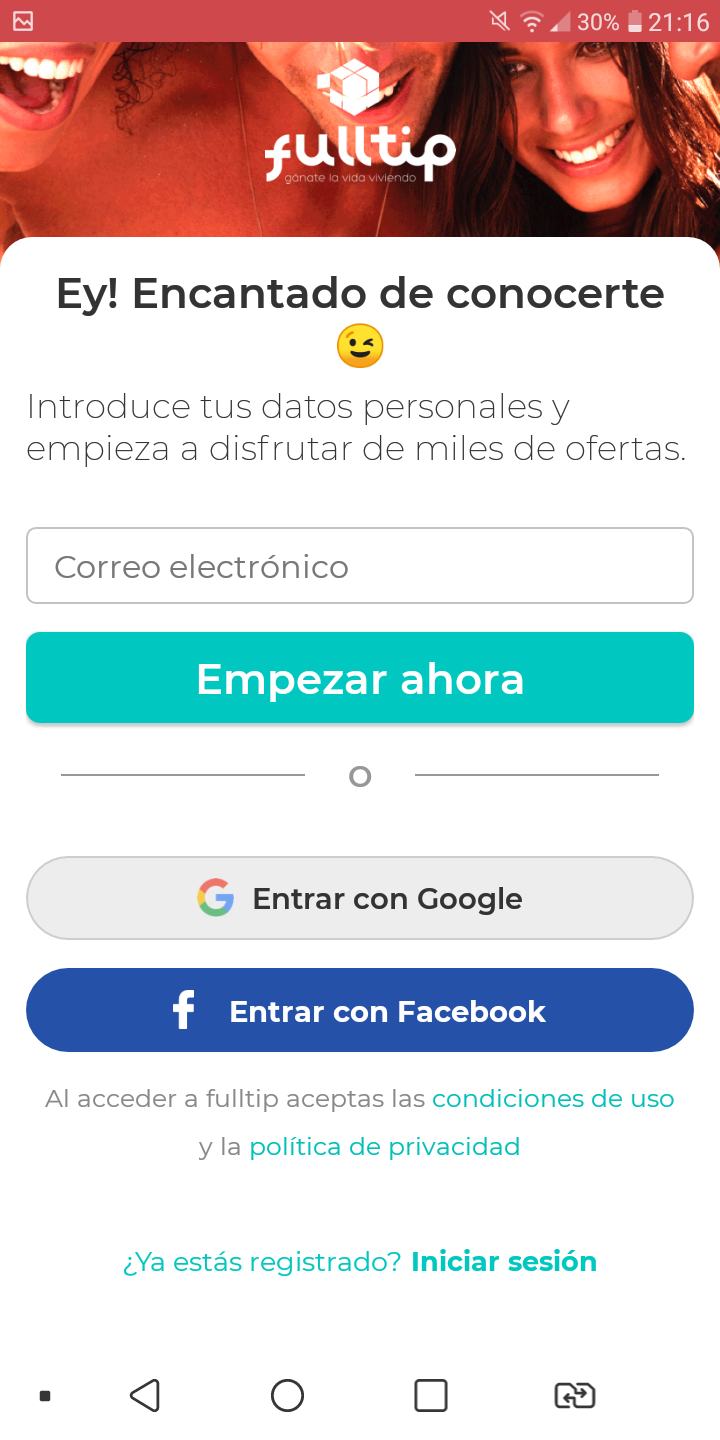 30% 21:16
fulltip
gánate la vida viviendo
Ey! Encantado de conocerte
😉
Introduce tus datos personales y
empieza a disfrutar de miles de ofertas.
Correo electrónico
Empezar ahora
O
Entrar con Google
Entrar con Facebook
Al acceder a fulltip aceptas las condiciones de uso
y la política de privacidad
¿Ya estás registrado? Iniciar sesión